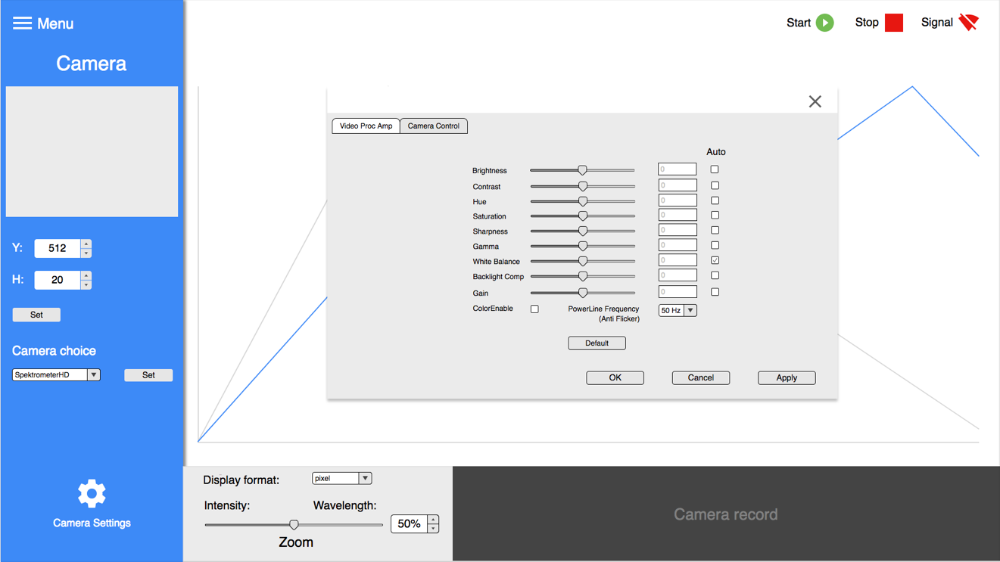 Menu
Camera
Y: 512
H: 20
Set
Camera choice
SpektrometerHD Set
Camera Settings
Start Stop Signal
Video Proc Amp Camera Control
Auto
Brightness 0
Contrast 0
Hue 0
Saturation 0
Sharpness 0
Gamma 0
White Balance 0
Backlight Comp 0
Gain 0
ColorEnable PowerLine Frequency 50 Hz
(Anti Flicker)
Default
OK Cancel Apply
Display format: pixel
Intensity: Wavelength:
50%
Zoom
Camera record